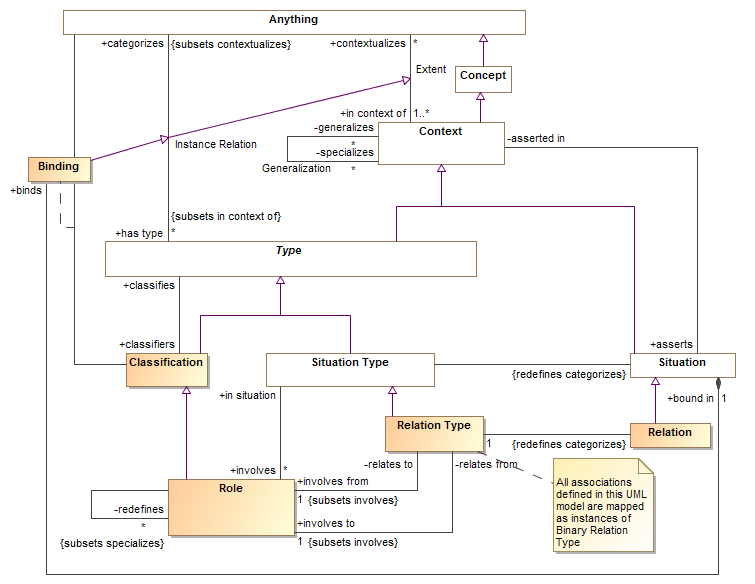 Anything
+categorizes
{subsets contextualizes}
+contextualizes
*
Concept
Extent
+in context of
1..*
-generalizes
*
-specializes
*
Generalization
Context
-asserted in
Instance Relation
Binding
+binds
{subsets in context of}
+has type
*
Type
+classifies
+classifiers
+asserts
Classification
Situation Type
{redefines categorizes}
Situation
+in situation
+bound in
1
Relation Type
1
{redefines categorizes}
Relation
-relates to
-relates from
+involves
*
Role
+involves from
1
{subsets involves}
+involves to
1
{subsets involves}
-redefines
*
{subsets specializes}
All associations
defined in this UML
model are mapped
as instances of
Binary Relation
Type